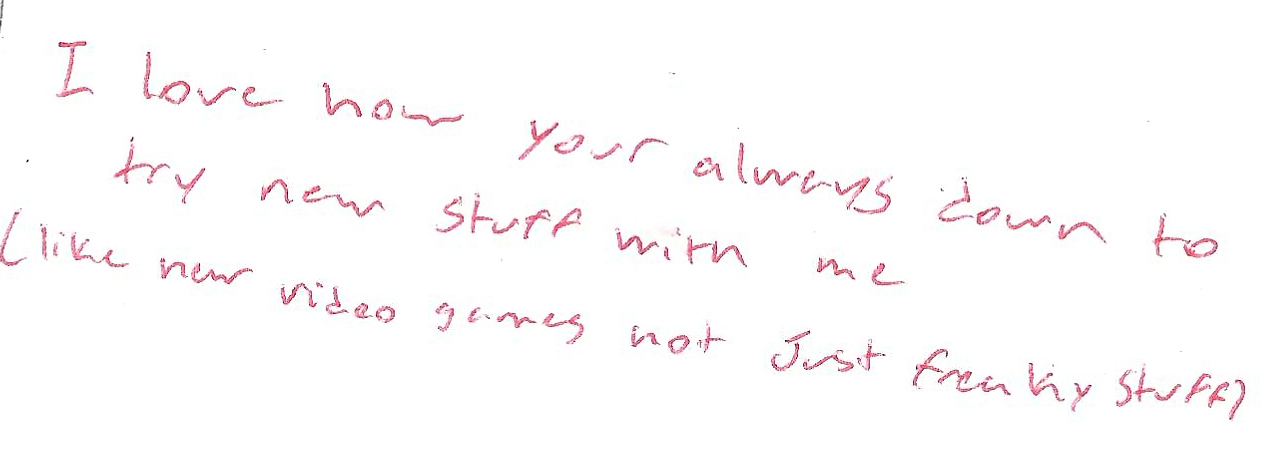 I love how your always down to
try new stuff with me
(like new video games not Just freaky stuff)